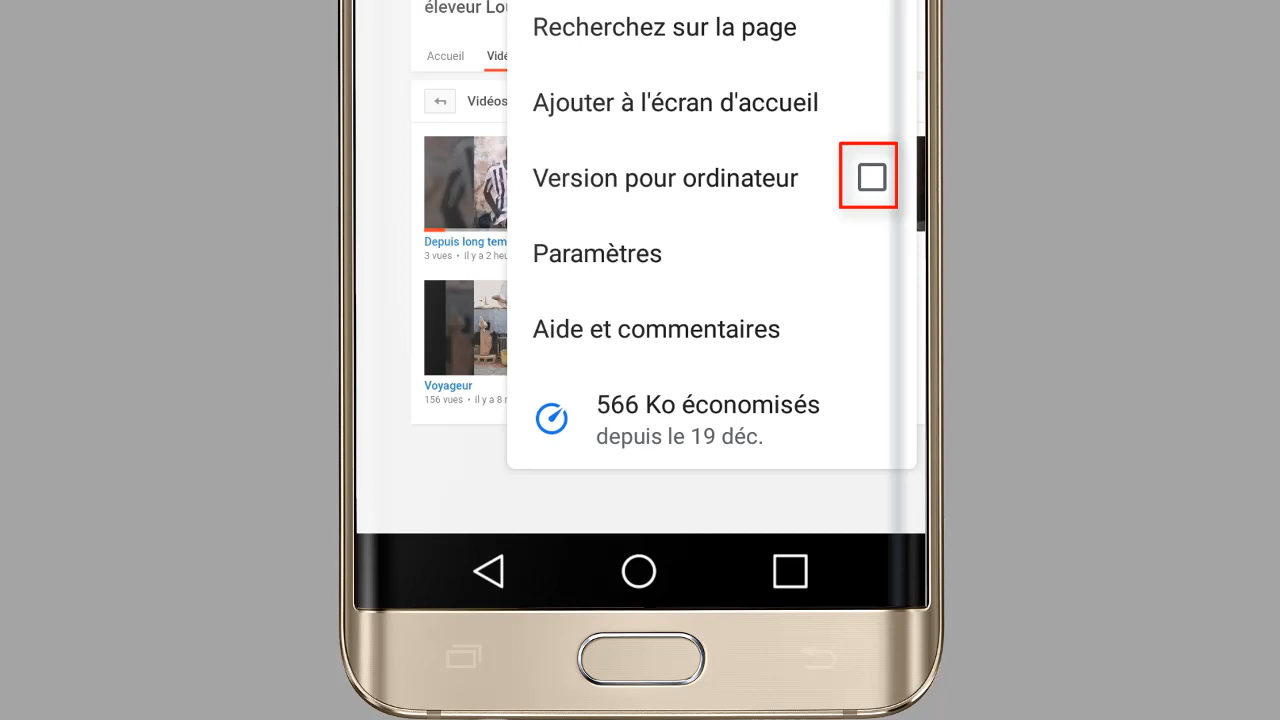 éleveur Lou
Recherchez sur la page
Accueil
Vidé
Vidéos
Ajouter à l'écran d'accueil
Version pour ordinateur
Depuis long tem
3 vues • Il y a 2 heu
Paramètres
Aide et commentaires
Voyageur
156 vues • Il y a 8 m
566 Ko économisés
depuis le 19 déc.